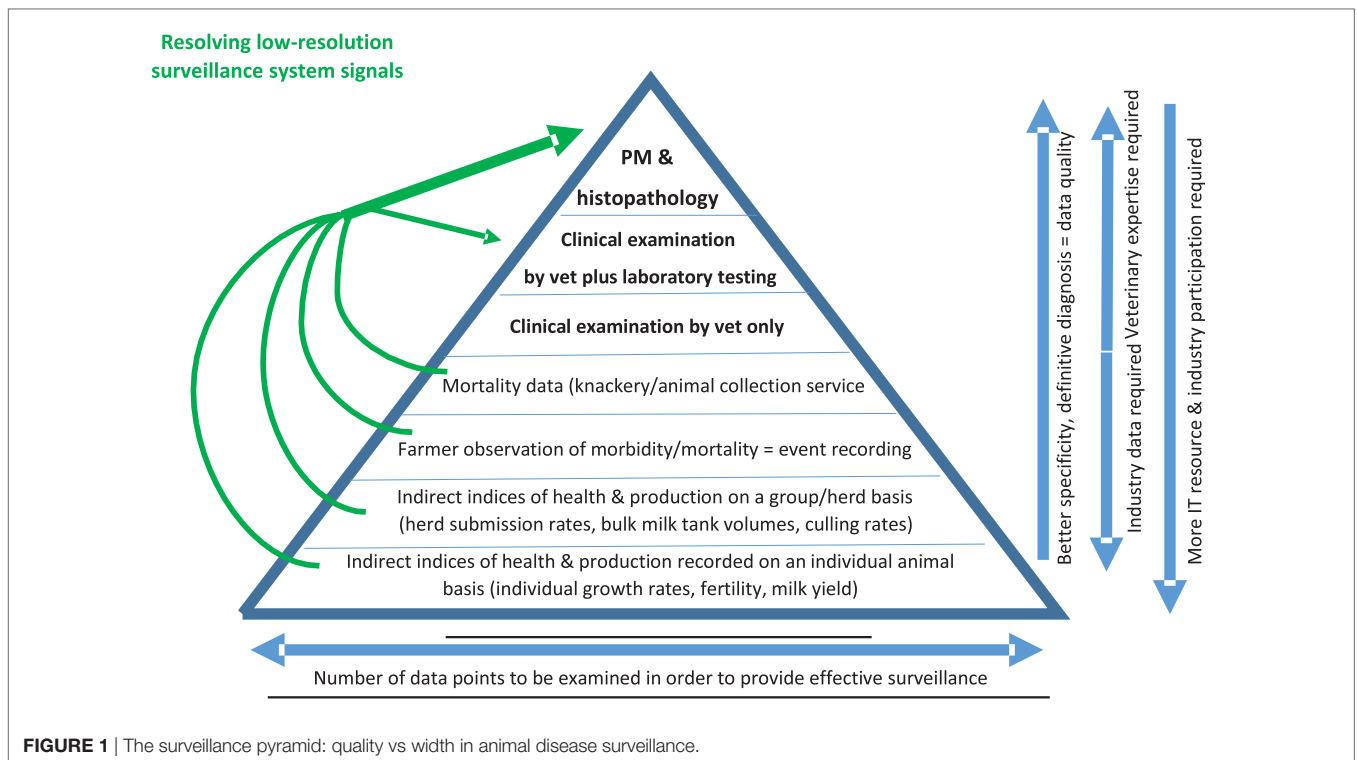 Resolving low-resolution
surveillance system signals
PM &
histopathology
Clinical examination
by vet plus laboratory testing
Clinical examination by vet only
Mortality data (knackery/animal collection service
Farmer observation of morbidity/mortality = event recording
Indirect indices of health & production on a group/herd basis
(herd submission rates, bulk milk tank volumes, culling rates)
Indirect indices of health & production recorded on an individual animal
basis (individual growth rates, fertility, milk yield)
Better specificity, definitive diagnosis = data quality
Industry data required Veterinary expertise required
More IT resource & industry participation required
Number of data points to be examined in order to provide effective surveillance
FIGURE 1 | The surveillance pyramid: quality vs width in animal disease surveillance.